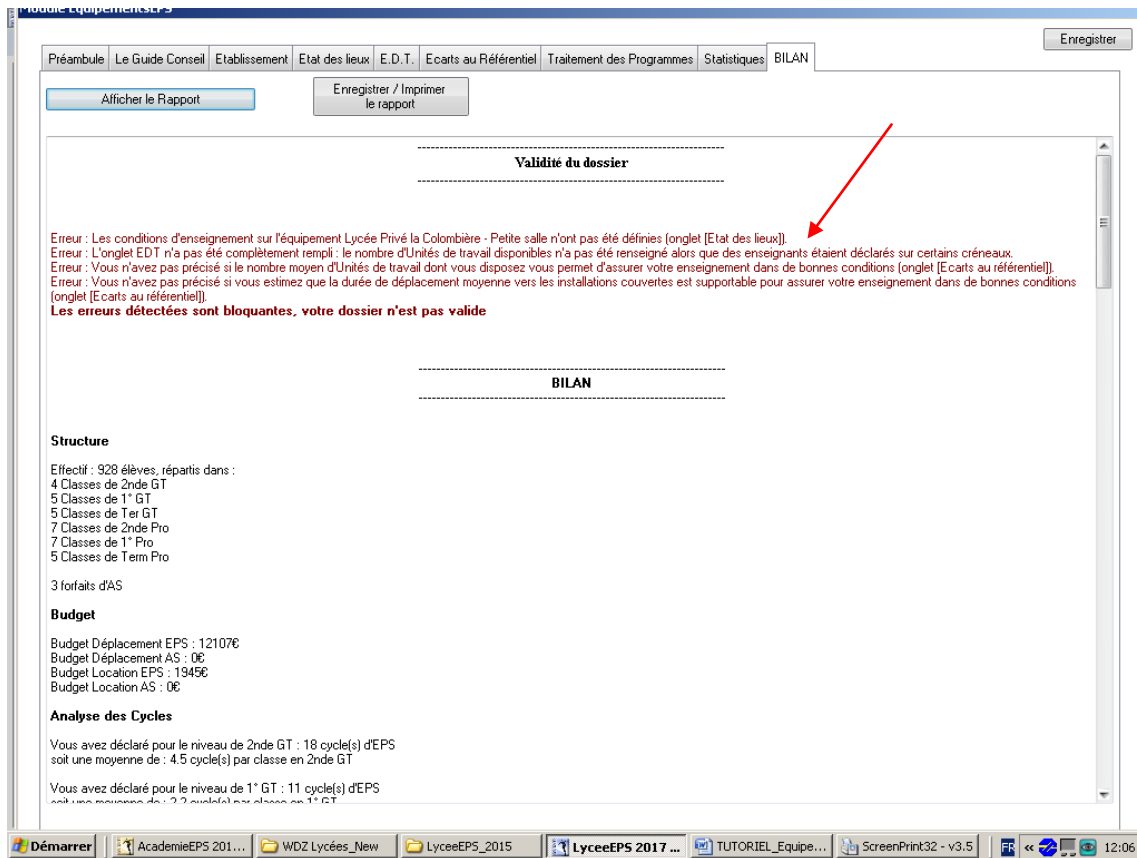 Module EquipementsEPS
Enregistrer
Préambule Le Guide Conseil Etablissement Etat des lieux E.D.T. Ecarts au Référentiel Traitement des Programmes Statistiques BILAN
Afficher le Rapport
Enregistrer / Imprimer
le rapport
Validité du dossier
Erreur : Les conditions d'enseignement sur l'équipement Lycée Privé la Colombière - Petite salle n'ont pas été définies (onglet [Etat des lieux]).
Erreur : L'onglet EDT n'a pas été complètement rempli : le nombre d'Unités de travail disponibles n'a pas été renseigné alors que des enseignants étaient déclarés sur certains créneaux.
Erreur : Vous n'avez pas précisé si le nombre moyen d'Unités de travail dont vous disposez vous permet d'assurer votre enseignement dans de bonnes conditions (onglet [Ecarts au référentiel]).
Erreur : Vous n'avez pas précisé si vous estimez que la durée de déplacement moyenne vers les installations couvertes est supportable pour assurer votre enseignement dans de bonnes conditions
(onglet [Ecarts au référentiel]).
Les erreurs détectées sont bloquantes, votre dossier n'est pas valide
BILAN
Structure
Effectif : 928 élèves, répartis dans :
4 Classes de 2nde GT
5 Classes de 1° GT
5 Classes de Ter GT
7 Classes de 2nde Pro
7 Classes de 1° Pro
5 Classes de Term Pro
3 forfaits d'AS
Budget
Budget Déplacement EPS : 12107€
Budget Déplacement AS : 0€
Budget Location EPS : 1945€
Budget Location AS : 0€
Analyse des Cycles
Vous avez déclaré pour le niveau de 2nde GT : 18 cycle(s) d'EPS
soit une moyenne de : 4.5 cycle(s) par classe en 2nde GT
Vous avez déclaré pour le niveau de 1° GT : 11 cycle(s) d'EPS
soit une moyenne de : 2.2 cycle(s) par classe en 1° GT
Démarrer AcademieEPS 201... WDZ Lycées_New LyceeEPS_2015 LyceeEPS 2017 ... TUTORIEL_Equipe... ScreenPrint32 - v3.5 FR « 12:06